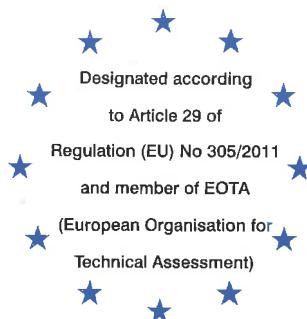 Designated according
to Article 29 of
Regulation (EU) No 305/2011
and member of EOTA
(European Organisation for
Technical Assessment)